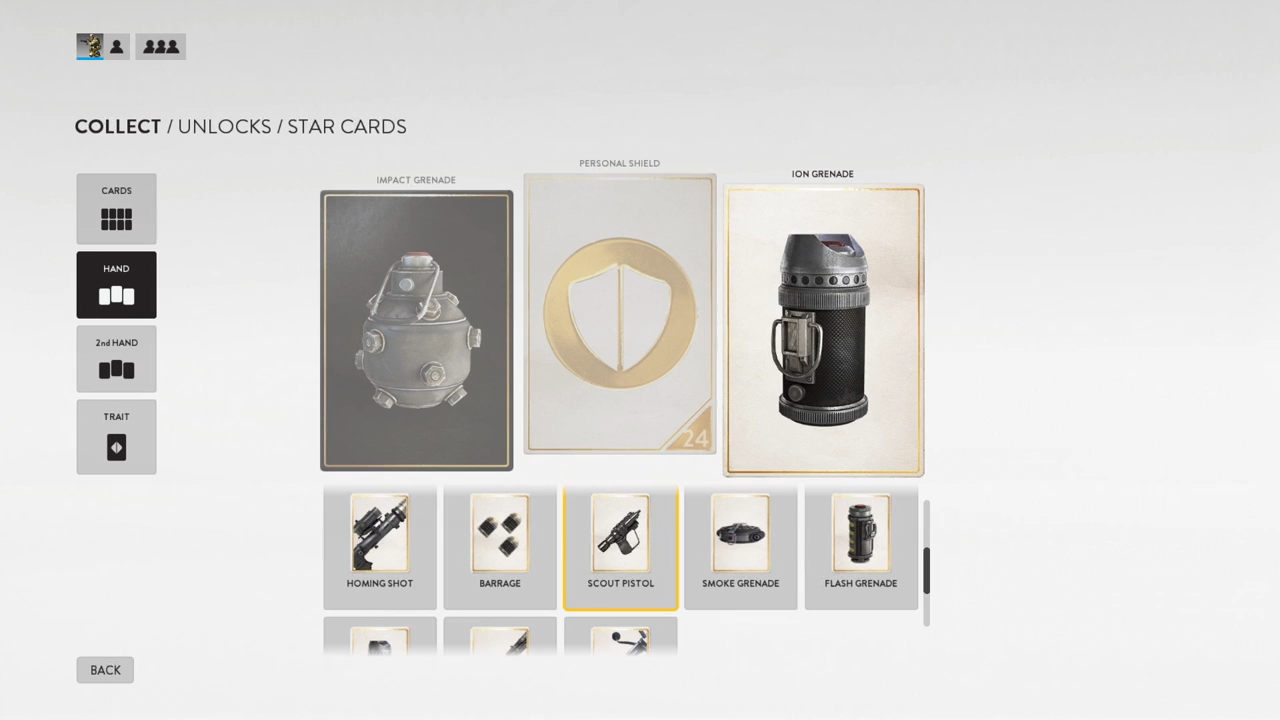 COLLECT / UNLOCKS / STAR CARDS
CARDS
HAND
2nd HAND
TRAIT
IMPACT GRENADE
PERSONAL SHIELD
24
ION GRENADE
HOMING SHOT
BARRAGE
SCOUT PISTOL
SMOKE GRENADE
FLASH GRENADE
BACK